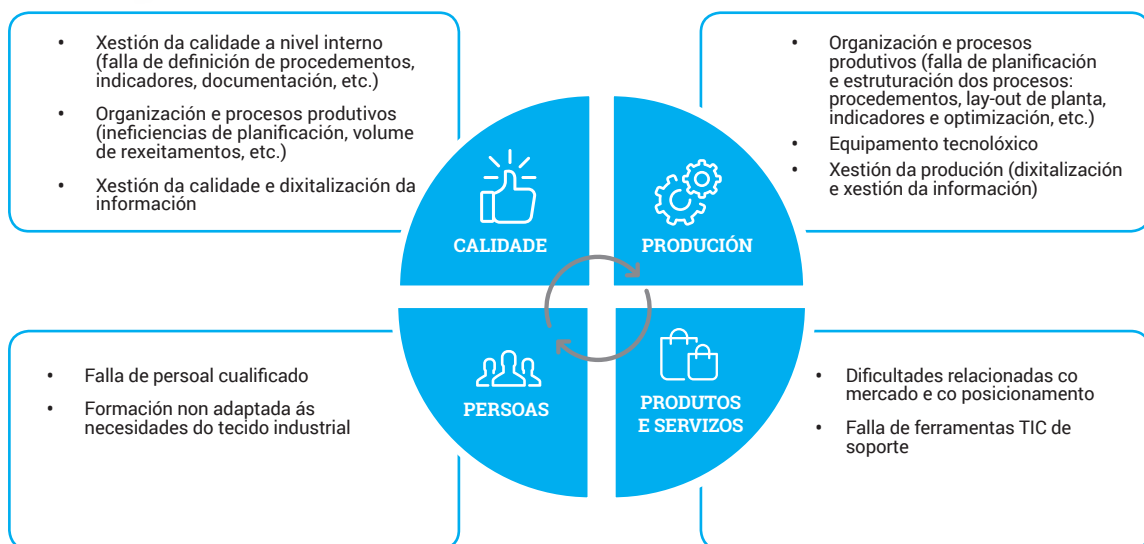 • Xestión da calidade a nivel interno
(falla de definición de procedementos,
indicadores, documentación, etc.)
• Organización e procesos produtivos
(ineficiencias de planificación, volume
de rexeitamentos, etc.)
• Xestión da calidade e dixitalización da
información
• Organización e procesos
produtivos (falla de planificación
e estruturación dos procesos:
procedementos, lay-out de planta,
indicadores e optimización, etc.)
• Equipamento tecnolóxico
• Xestión da produción (dixitalización
e xestión da información)
CALIDADE
PRODUCIÓN
PERSOAS
PRODUTOS
E SERVIZOS
• Falla de persoal cualificado
• Formación non adaptada ás
necesidades do tecido industrial
• Dificultades relacionadas co
mercado e co posicionamento
• Falla de ferramentas TIC de
soporte